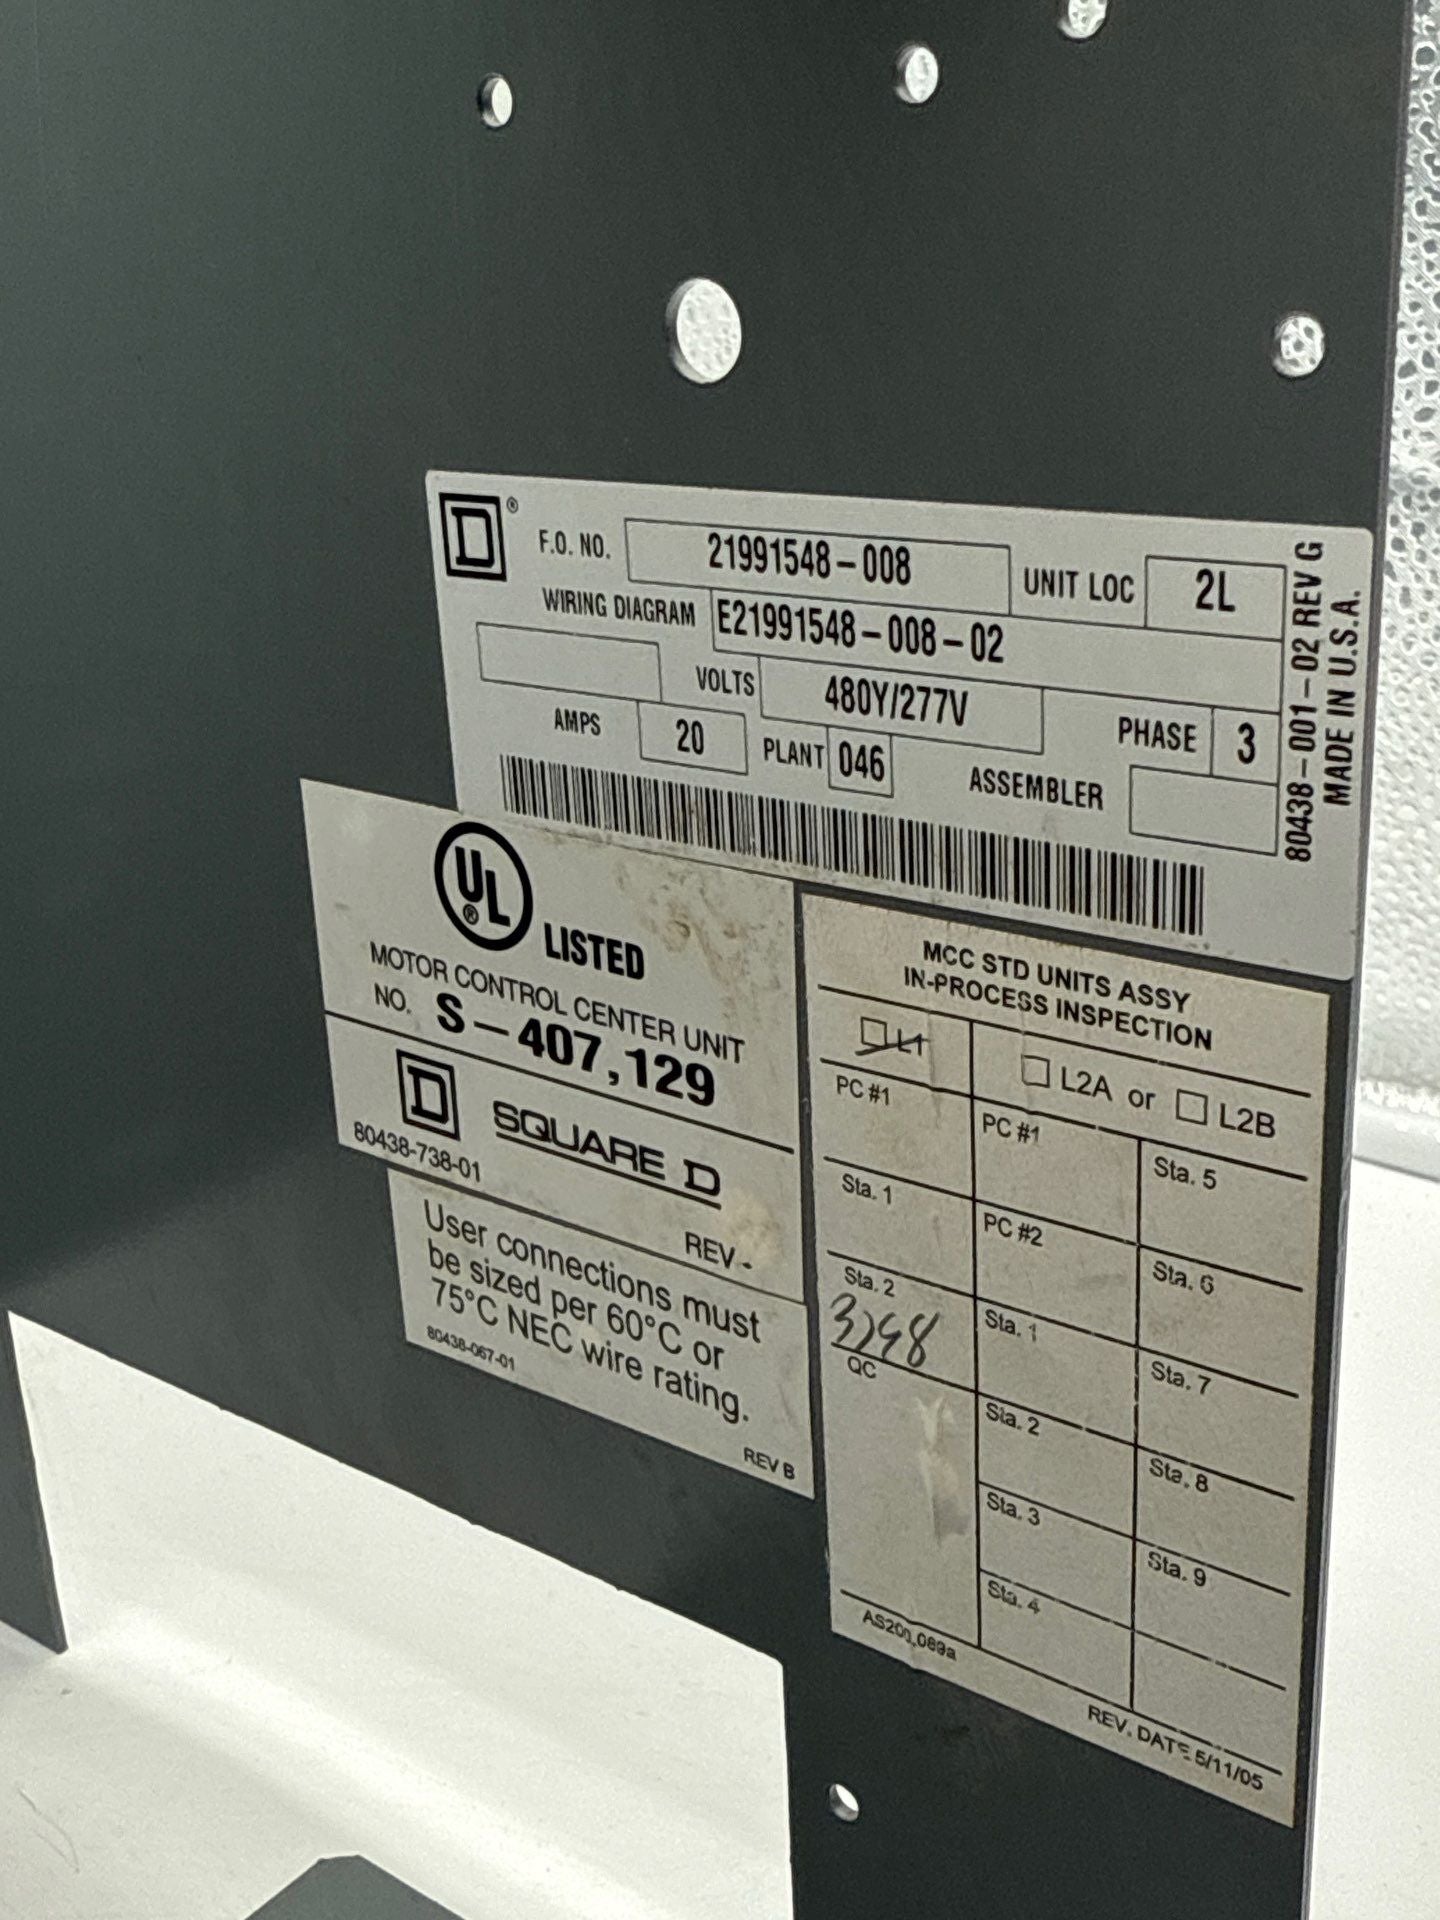 D ®
F.O. NO. 21991548-008 UNIT LOC 2L
WIRING DIAGRAM E21991548-008-02
VOLTS 480Y/277V PHASE 3
AMPS 20 PLANT 046 ASSEMBLER
80438-001-02 REV G
MADE IN U.S.A.
UL ® LISTED
MOTOR CONTROL CENTER UNIT
NO. S-407,129
D SQUARE D
80438-738-01 REV -
User connections must
be sized per 60°C or
75°C NEC wire rating.
80438-067-01 REV B
MCC STD UNITS ASSY
IN-PROCESS INSPECTION
L1 L2A or L2B
PC #1 PC #1 Sta. 5
Sta. 1 PC #2 Sta. 6
Sta. 2 Sta. 1 Sta. 7
QC Sta. 2 Sta. 8
Sta. 3 Sta. 9
Sta. 4
AS200,089a REV. DATE 5/11/05